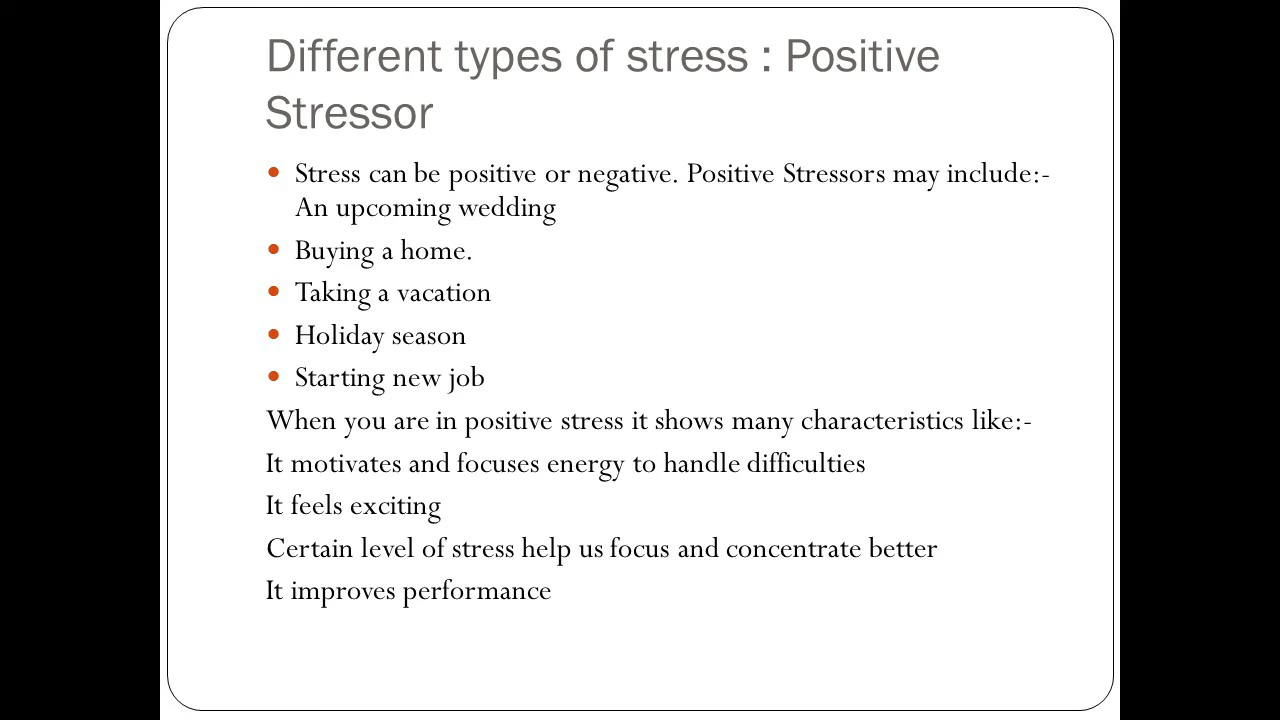 Different types of stress : Positive
Stressor
• Stress can be positive or negative. Positive Stressors may include:-
An upcoming wedding
• Buying a home.
• Taking a vacation
• Holiday season
• Starting new job
When you are in positive stress it shows many characteristics like:-
It motivates and focuses energy to handle difficulties
It feels exciting
Certain level of stress help us focus and concentrate better
It improves performance